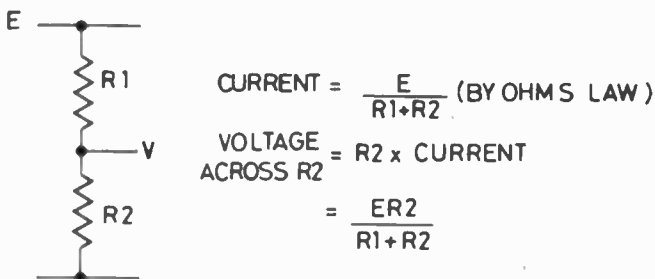 E
R1
CURRENT = E / R1+R2 (BY OHMS LAW)
V
VOLTAGE ACROSS R2 = R2 x CURRENT
R2
= ER2 / R1+R2